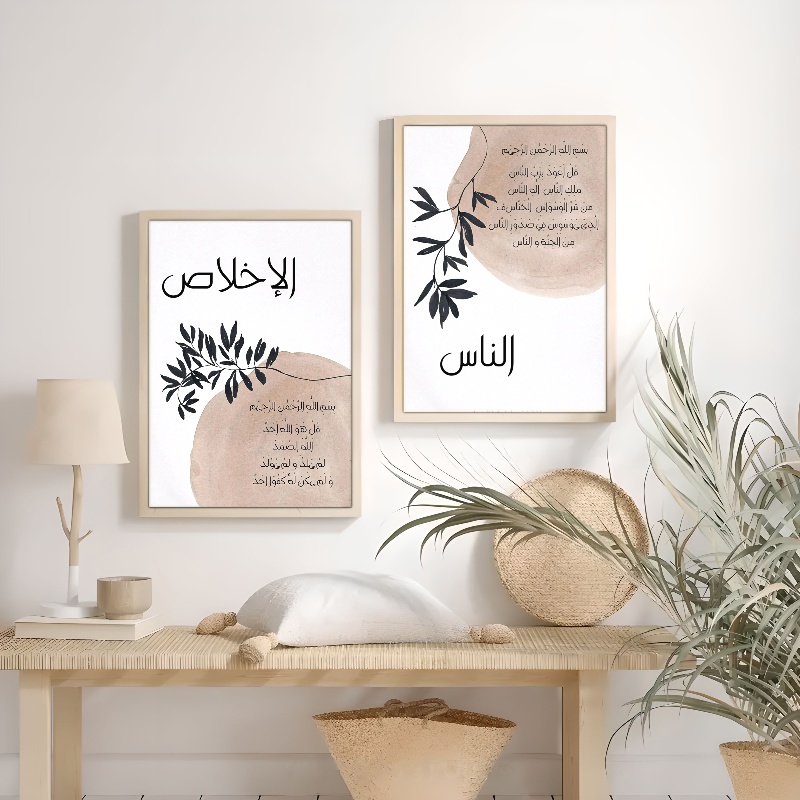 بسم الله الرحمن الرحيم
قل أعوذ برب الناس
ملك الناس اله الناس
من شر الوسواس الخناس
الذي يوسوس في صدور الناس
من الجنة و الناس
الناس
الإخلاص
بسم الله الرحمن الرحيم
قل هو الله احد
الله الصمد
لم يلد و لم يولد
و لم يكن له كفوا احد